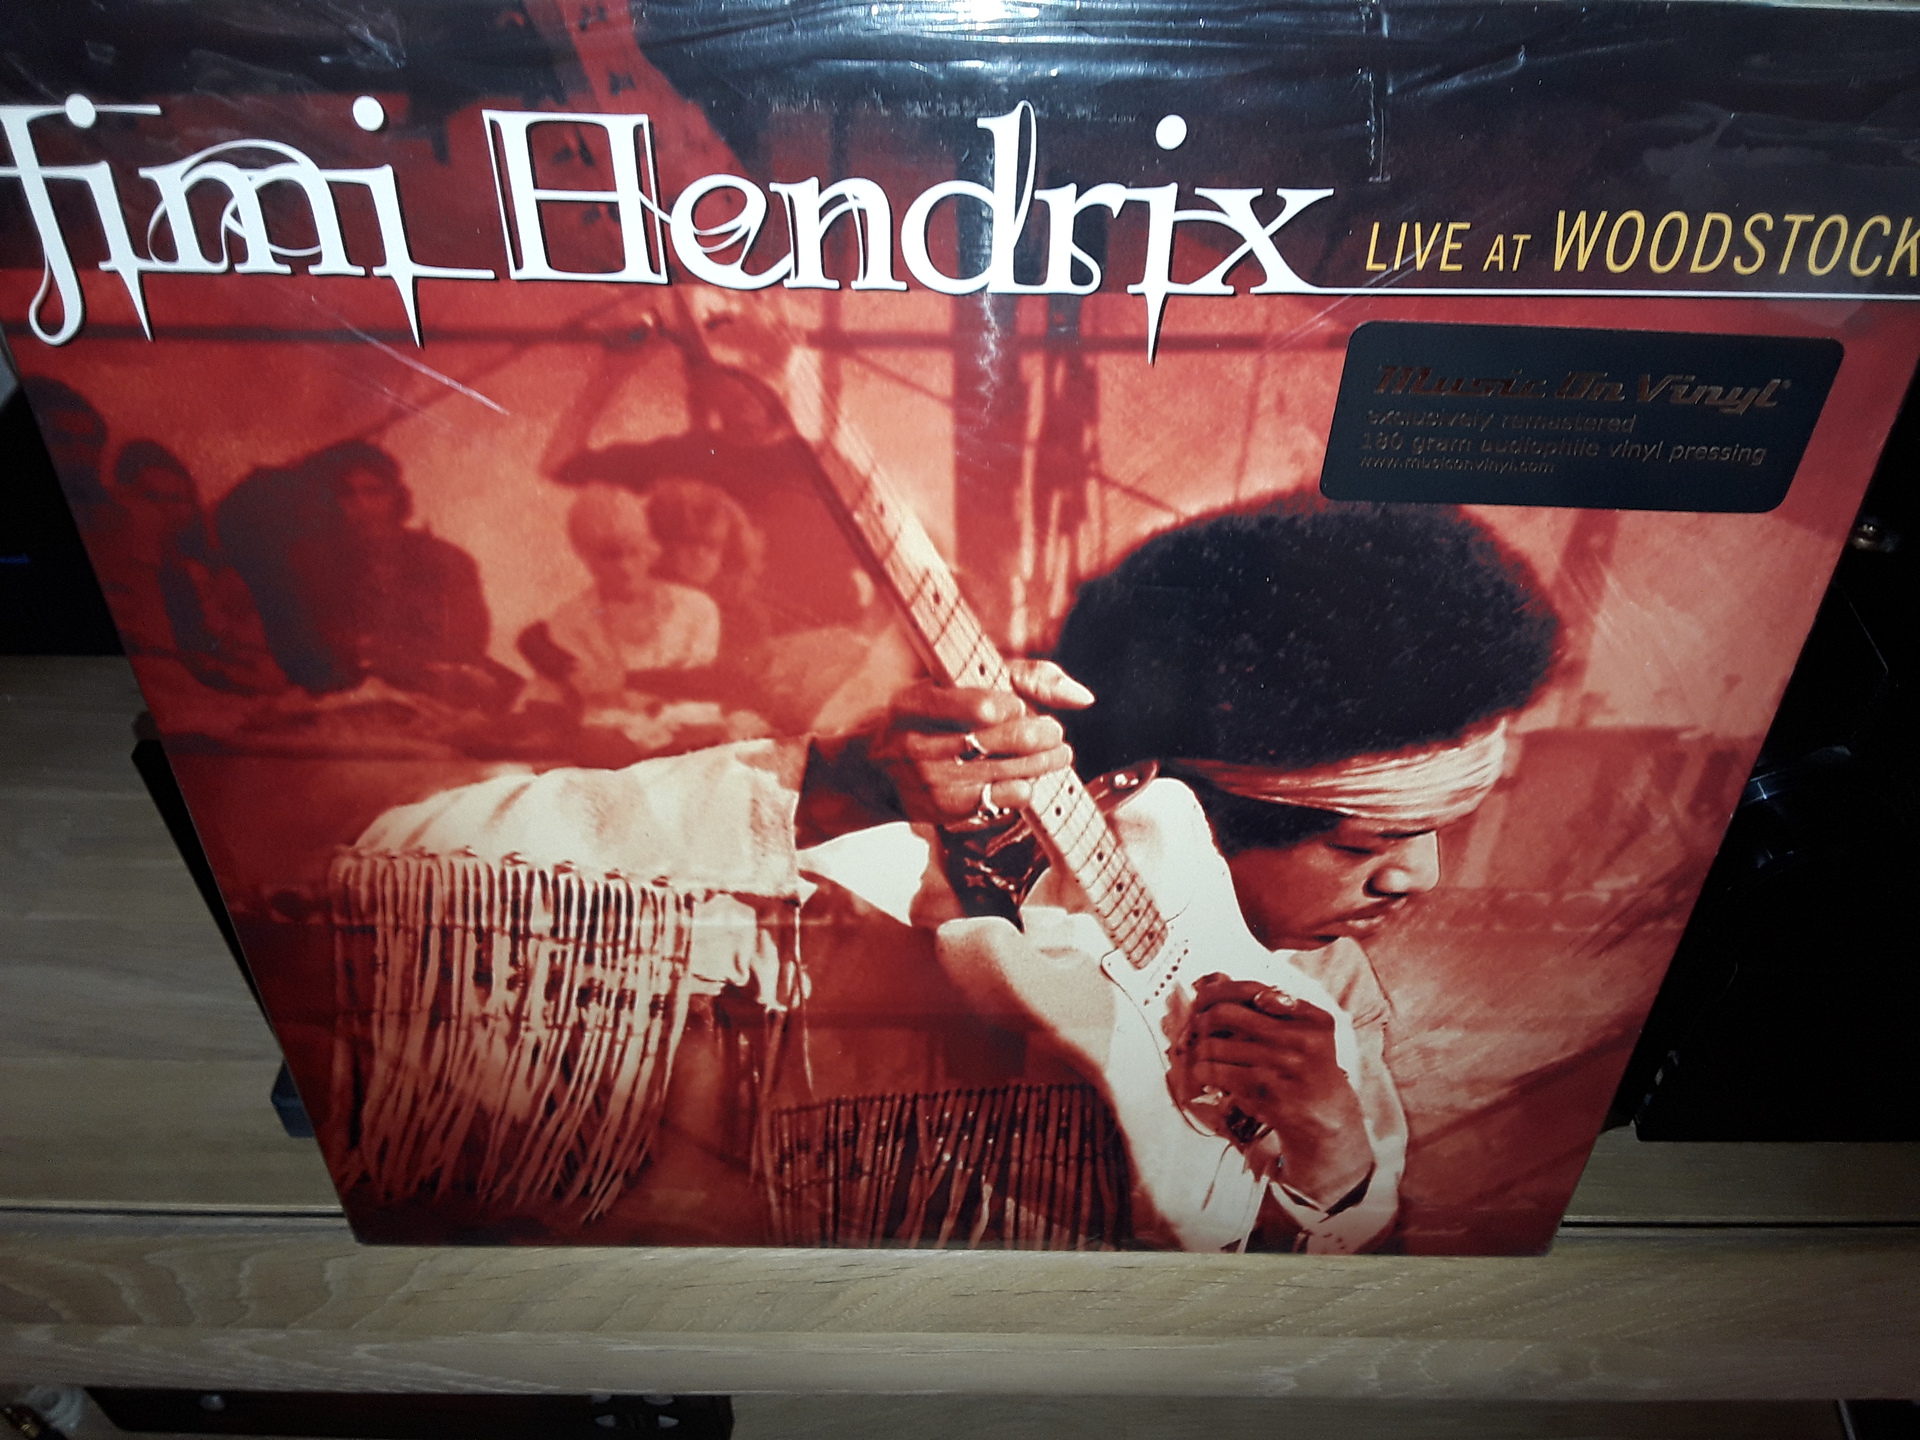 Jimi Hendrix LIVE AT WOODSTOCK
Music On Vinyl
exclusively remastered
180 gram audiophile vinyl pressing
www.musiconvinyl.com